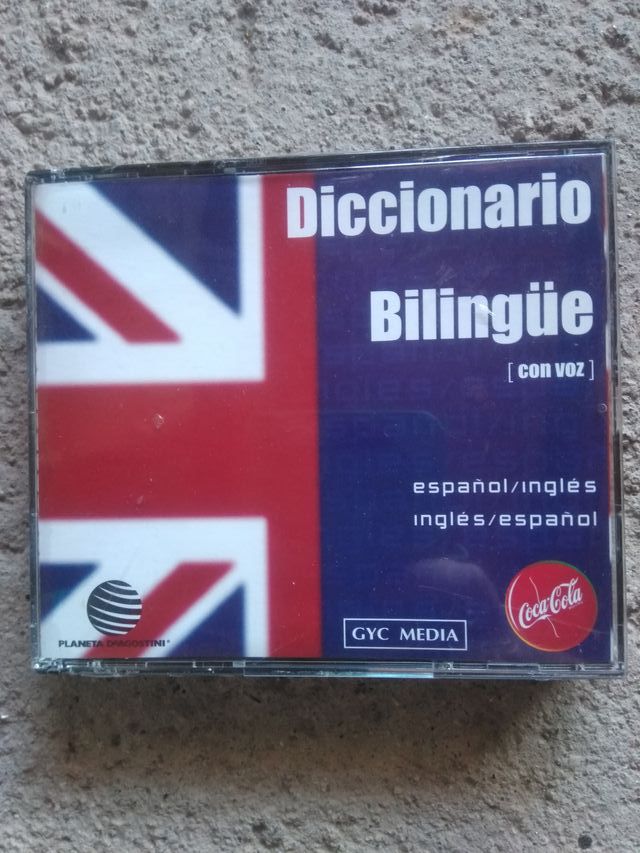 Diccionario
Bilingüe
[ con voz ]
español/inglés
inglés/español
PLANETA DEAGOSTINI®
GYC MEDIA
Coca-Cola